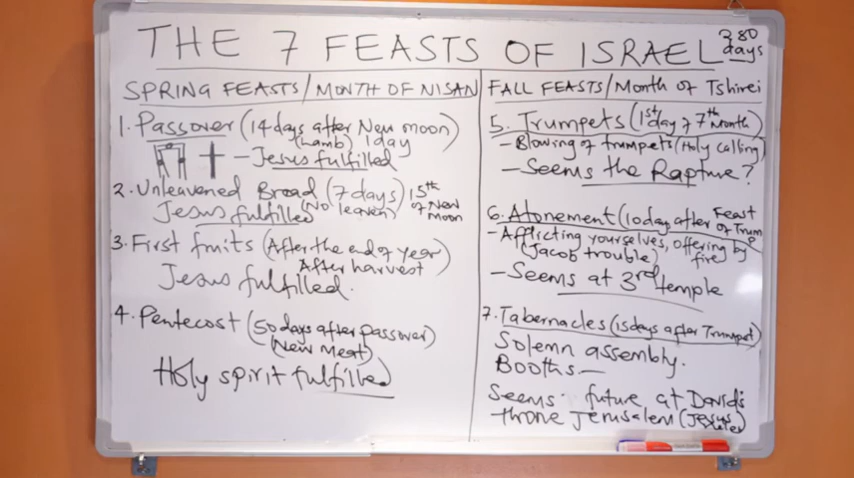 THE 7 FEASTS OF ISRAEL
380
days
SPRING FEASTS/MONTH OF NISAN
1. Passover (14 days after New moon)
(Lamb) 1day
- Jesus fulfilled
2. Unleavened Bread (7 days) 15th
of New
Moon
Jesus fulfilled (No leaven)
3. First fruits (After the end of year)
After harvest
Jesus fulfilled.
4. Pentecost (50 days after passover)
(New Meat)
Holy spirit fulfilled
FALL FEASTS/Month of Tshirei
5. Trumpets (1st day of 7th Month)
- Blowing of trumpets (Holy calling)
- Seems the Rapture?
6. Atonement (10 day after Feast
of Trump
- Afflicting yourselves, offering by
fire)
(Jacob trouble)
- Seems at 3rd temple
7. Tabernacles (15 days after Trumpet)
Solemn assembly.
Booths -
Seems future at Davids
throne Jerusalem (Jesus